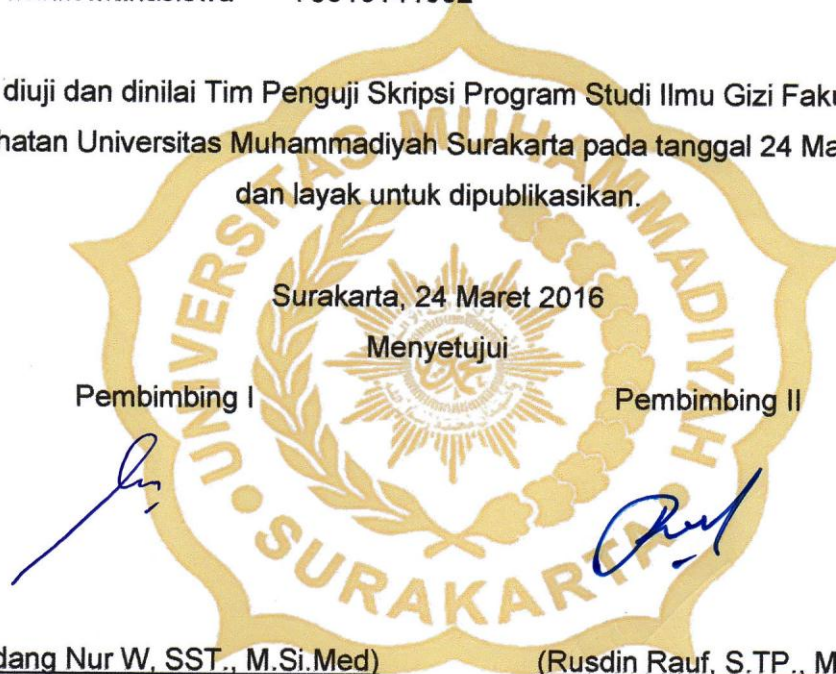 diuji dan dinilai Tim Penguji Skripsi Program Studi Ilmu Gizi Faku
hatan Universitas Muhammadiyah Surakarta pada tanggal 24 Ma
dan layak untuk dipublikasikan.
UNIVERSITAS MUHAMMADIYAH
SURAKARTA
Surakarta, 24 Maret 2016
Menyetujui
Pembimbing I Pembimbing II
dang Nur W, SST., M.Si.Med) (Rusdin Rauf, S.TP., M